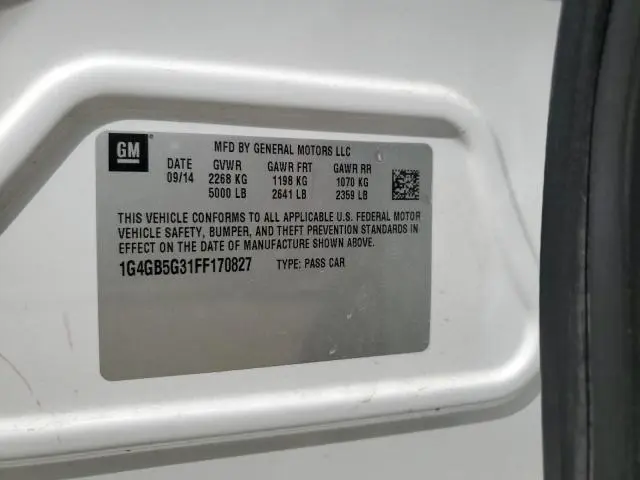 GM
MFD BY GENERAL MOTORS LLC
DATE GVWR GAWR FRT GAWR RR
09/14 2268 KG 1198 KG 1070 KG
5000 LB 2641 LB 2359 LB
THIS VEHICLE CONFORMS TO ALL APPLICABLE U.S. FEDERAL MOTOR
VEHICLE SAFETY, BUMPER, AND THEFT PREVENTION STANDARDS IN
EFFECT ON THE DATE OF MANUFACTURE SHOWN ABOVE.
1G4GB5G31FF170827 TYPE: PASS CAR